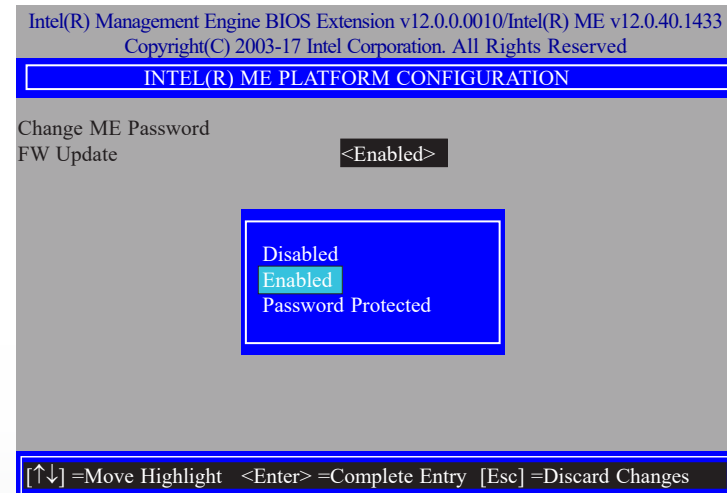 Intel(R) Management Engine BIOS Extension v12.0.0.0010/Intel(R) ME v12.0.40.1433
Copyright(C) 2003-17 Intel Corporation. All Rights Reserved
INTEL(R) ME PLATFORM CONFIGURATION
Change ME Password
FW Update <Enabled>
Disabled
Enabled
Password Protected
[↑↓] =Move Highlight <Enter> =Complete Entry [Esc] =Discard Changes